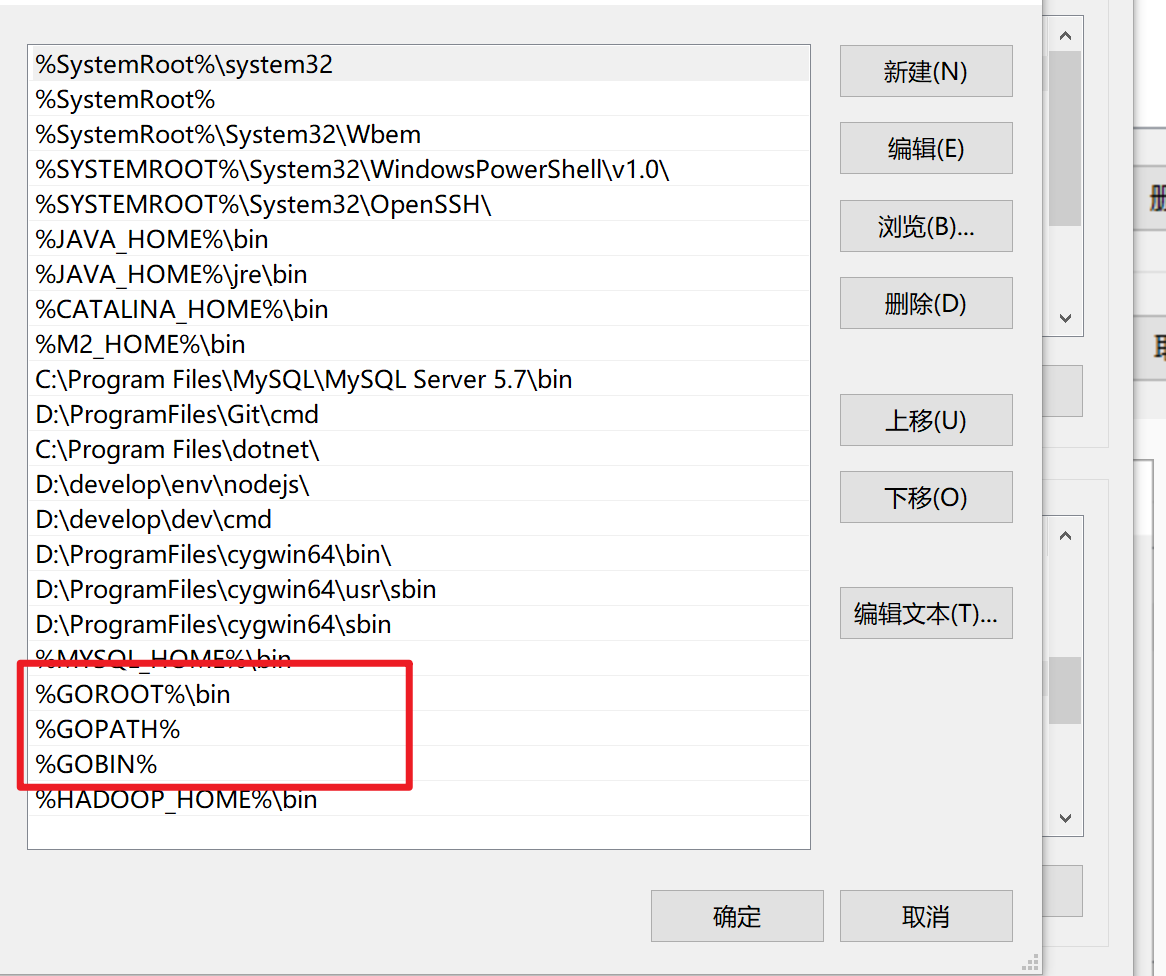 %SystemRoot%\system32
%SystemRoot%
%SystemRoot%\System32\Wbem
%SYSTEMROOT%\System32\WindowsPowerShell\v1.0\
%SYSTEMROOT%\System32\OpenSSH\
%JAVA_HOME%\bin
%JAVA_HOME%\jre\bin
%CATALINA_HOME%\bin
%M2_HOME%\bin
C:\Program Files\MySQL\MySQL Server 5.7\bin
D:\ProgramFiles\Git\cmd
C:\Program Files\dotnet\
D:\develop\env\nodejs\
D:\develop\dev\cmd
D:\ProgramFiles\cygwin64\bin\
D:\ProgramFiles\cygwin64\usr\sbin
D:\ProgramFiles\cygwin64\sbin
%MYSQL_HOME%\bin
%GOROOT%\bin
%GOPATH%
%GOBIN%
%HADOOP_HOME%\bin
新建(N)
编辑(E)
浏览(B)...
删除(D)
上移(U)
下移(O)
编辑文本(T)...
确定
取消